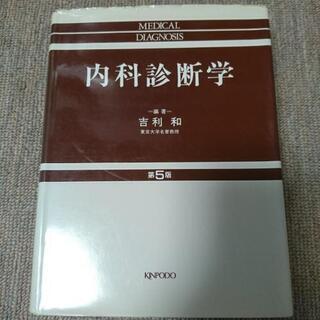 MEDICAL
DIAGNOSIS
内科診断学
―編著―
吉利 和
東京大学名誉教授
第5版
KINPODO